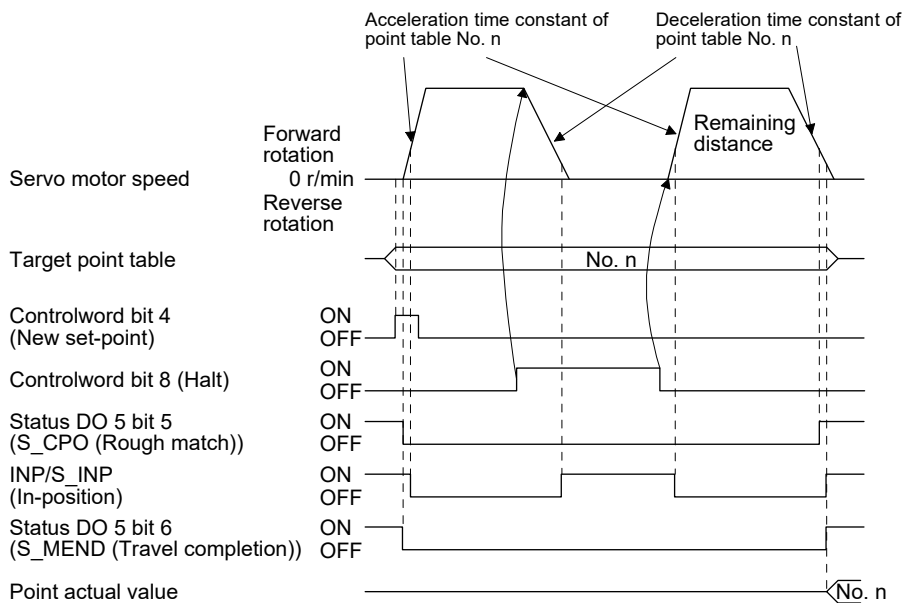 Acceleration time constant of
point table No. n
Deceleration time constant of
point table No. n
Remaining
distance
Forward
rotation
Servo motor speed
0 r/min
Reverse
rotation
Target point table
No. n
Controlword bit 4
(New set-point)
ON
OFF
Controlword bit 8 (Halt)
ON
OFF
Status DO 5 bit 5
(S_CPO (Rough match))
ON
OFF
INP/S_INP
(In-position)
ON
OFF
Status DO 5 bit 6
(S_MEND (Travel completion))
ON
OFF
Point actual value
No. n